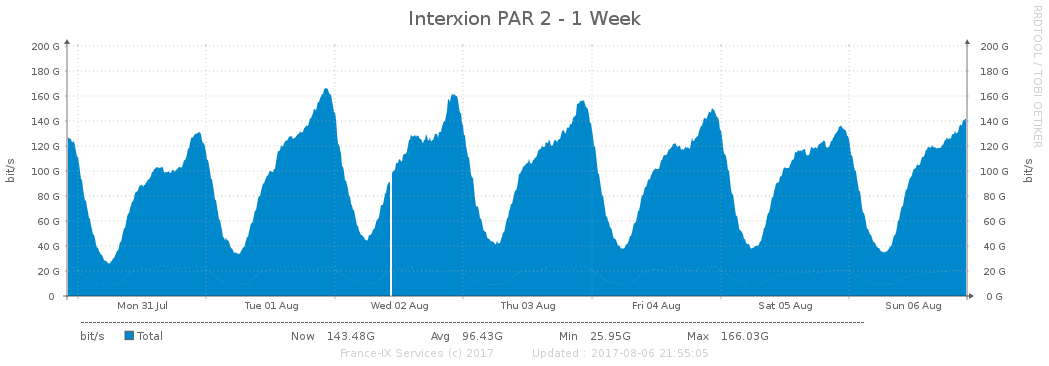 Interxion PAR 2 - 1 Week
RRDTOOL / TOBI OETIKER
200 G 200 G
180 G 180 G
160 G 160 G
140 G 140 G
120 G 120 G
100 G 100 G
80 G 80 G
60 G 60 G
40 G 40 G
20 G 20 G
0 0 G
bit/s bit/s
Mon 31 Jul Tue 01 Aug Wed 02 Aug Thu 03 Aug Fri 04 Aug Sat 05 Aug Sun 06 Aug
bit/s Total Now 143.48G Avg 96.43G Min 25.95G Max 166.03G
France-IX Services (c) 2017 Updated : 2017-08-06 21:55:05